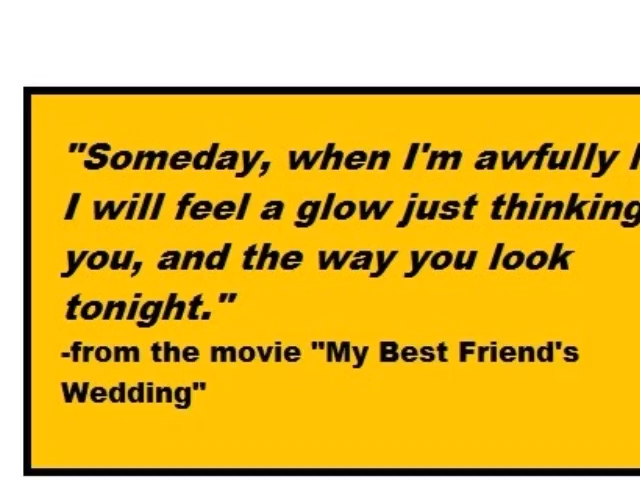 "Someday, when I'm awfully
I will feel a glow just thinking
you, and the way you look
tonight."
-from the movie "My Best Friend's
Wedding"